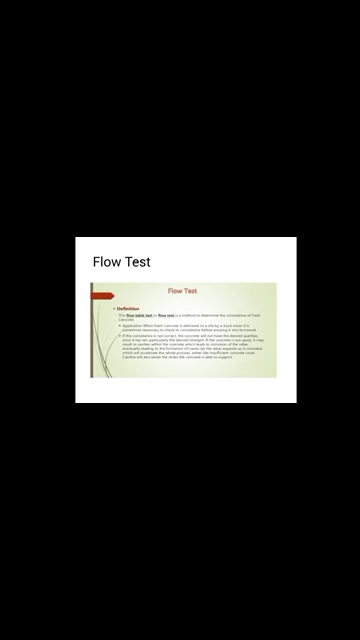 Flow Test
Flow Test
Definition
The flow table test or flow test is a method to determine the consistence of fresh
concrete.
Application When fresh concrete is delivered to a site by a truck mixer it is
sometimes necessary to check its consistence before pouring it into formwork.
If the consistence is not correct, the concrete will not have the desired qualities
once it has set, particularly the desired strength. If the concrete is too pasty, it may
result in cavities within the concrete which leads to corrosion of the rebar,
eventually leading to the formation of cracks (as the rebar expands as it corrodes)
which will accelerate the whole process, rather like insufficient concrete cover.
Cavities will also lower the stress the concrete is able to support.